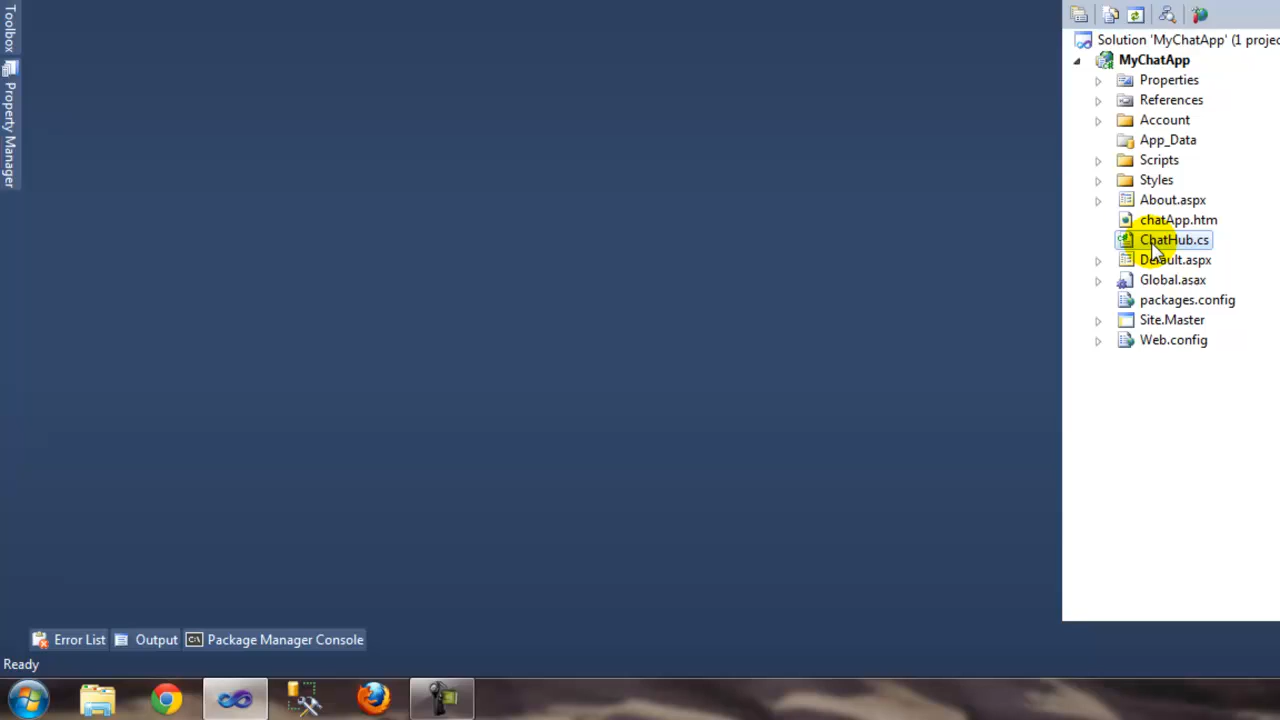 Toolbox
Property Manager
Solution 'MyChatApp' (1 projec
MyChatApp
Properties
References
Account
App_Data
Scripts
Styles
About.aspx
chatApp.htm
ChatHub.cs
Default.aspx
Global.asax
packages.config
Site.Master
Web.config
Error List
Output
Package Manager Console
Ready